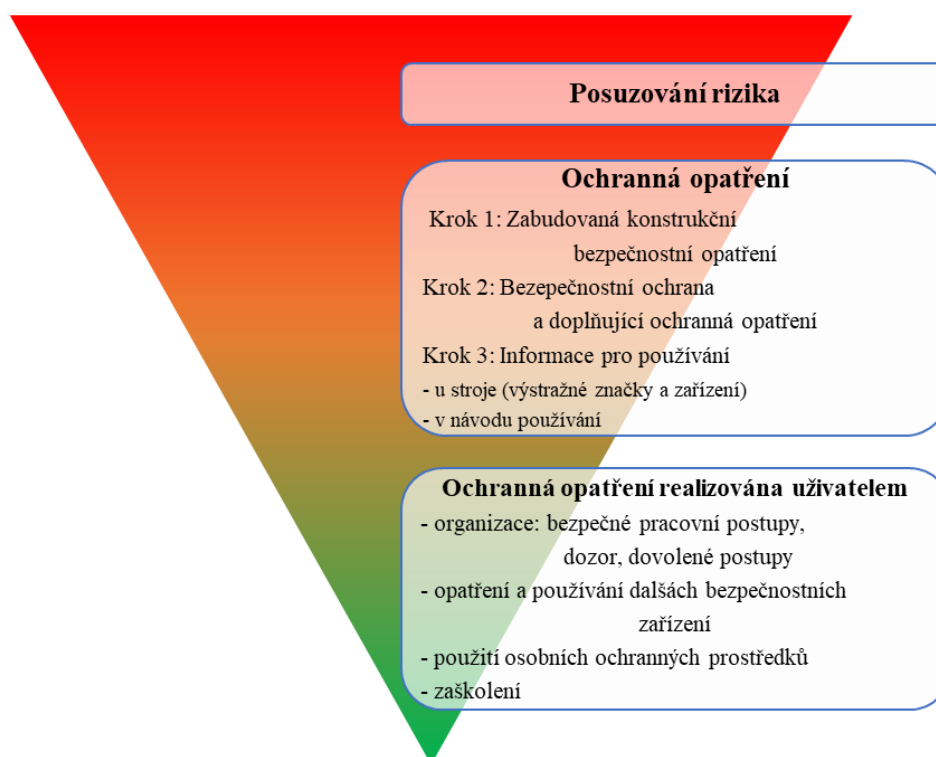 Posuzování rizika
Ochranná opatření
Krok 1: Zabudovaná konstrukční
bezpečnostní opatření
Krok 2: Bezepečnostní ochrana
a doplňující ochranná opatření
Krok 3: Informace pro používání
- u stroje (výstražné značky a zařízení)
- v návodu používání
Ochranná opatření realizována uživatelem
- organizace: bezpečné pracovní postupy,
dozor, dovolené postupy
- opatření a používání dalšách bezpečnostních
zařízení
- použití osobních ochranných prostředků
- zaškolení